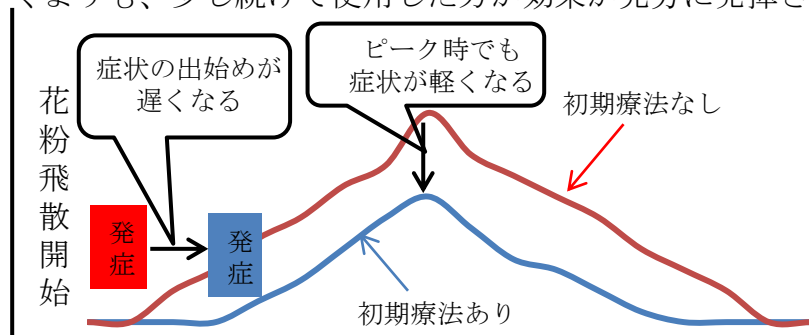 くよりも、少し続けて使用した方が効果が充分に発揮さ
症状の出始めが
遅くなる
ピーク時でも
症状が軽くなる
初期療法なし
花粉飛散開始
発症
発症
初期療法あり